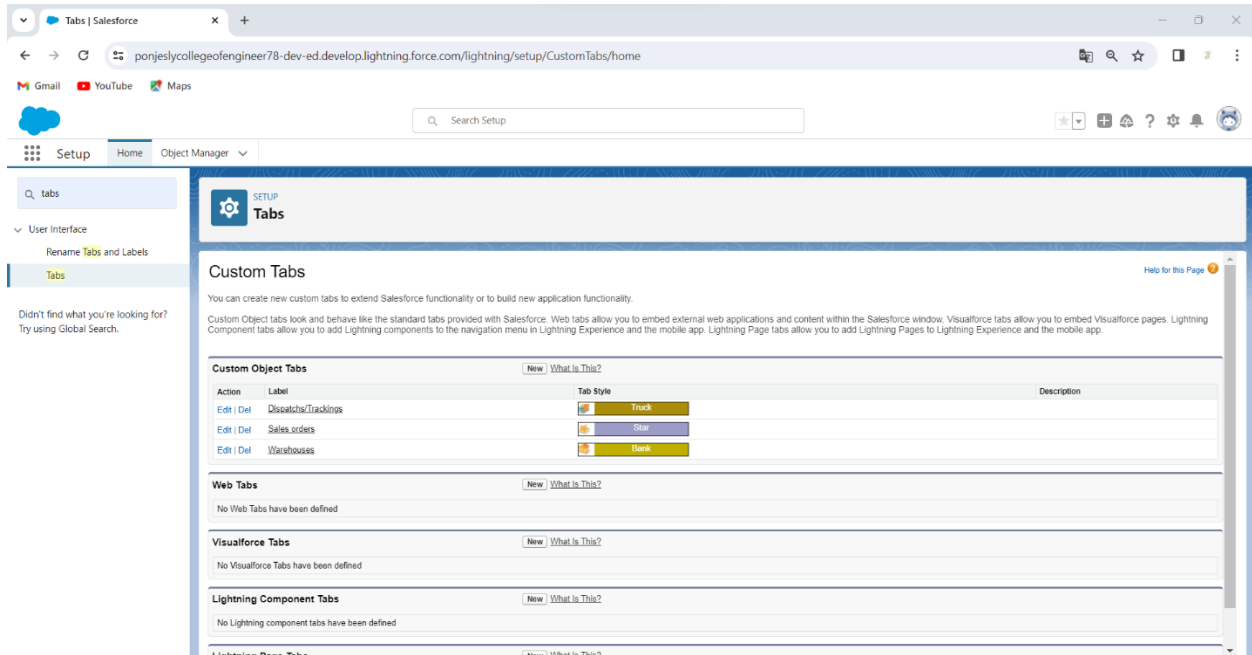 Tabs | Salesforce
ponjeslycollegeofengineer78-dev-ed.develop.lightning.force.com/lightning/setup/CustomTabs/home
Gmail YouTube Maps
Search Setup
Setup Home Object Manager
tabs
User Interface
Rename Tabs and Labels
Tabs
Didn't find what you're looking for?
Try using Global Search.
SETUP
Tabs
Custom Tabs
Help for this Page
You can create new custom tabs to extend Salesforce functionality or to build new application functionality.
Custom Object tabs look and behave like the standard tabs provided with Salesforce. Web tabs allow you to embed external web applications and content within the Salesforce window. Visualforce tabs allow you to embed Visualforce pages. Lightning
Component tabs allow you to add Lightning components to the navigation menu in Lightning Experience and the mobile app. Lightning Page tabs allow you to add Lightning Pages to Lightning Experience and the mobile app.
Custom Object Tabs New What Is This?
Action Label Tab Style Description
Edit | Del Dispatchs/Trackings Truck
Edit | Del Sales orders Star
Edit | Del Warehouses Bank
Web Tabs New What Is This?
No Web Tabs have been defined
Visualforce Tabs New What Is This?
No Visualforce Tabs have been defined
Lightning Component Tabs New What Is This?
No Lightning component tabs have been defined
Lightning Page Tabs New What Is This?